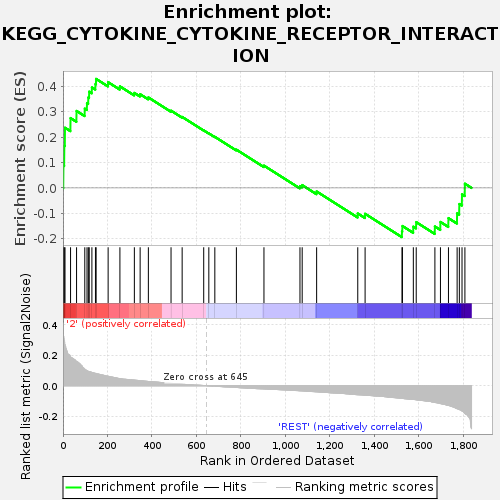 Enrichment plot:
KEGG_CYTOKINE_CYTOKINE_RECEPTOR_INTERACT
ION
Enrichment score (ES)
0.4
0.3
0.2
0.1
0.0
-0.1
-0.2
Ranked list metric (Signal2Noise)
0.4
0.2
0.0
-0.2
'2' (positively correlated)
Zero cross at 645
'REST' (negatively correlated)
0 200 400 600 800 1,000 1,200 1,400 1,600 1,800
Rank in Ordered Dataset
Enrichment profile Hits Ranking metric scores